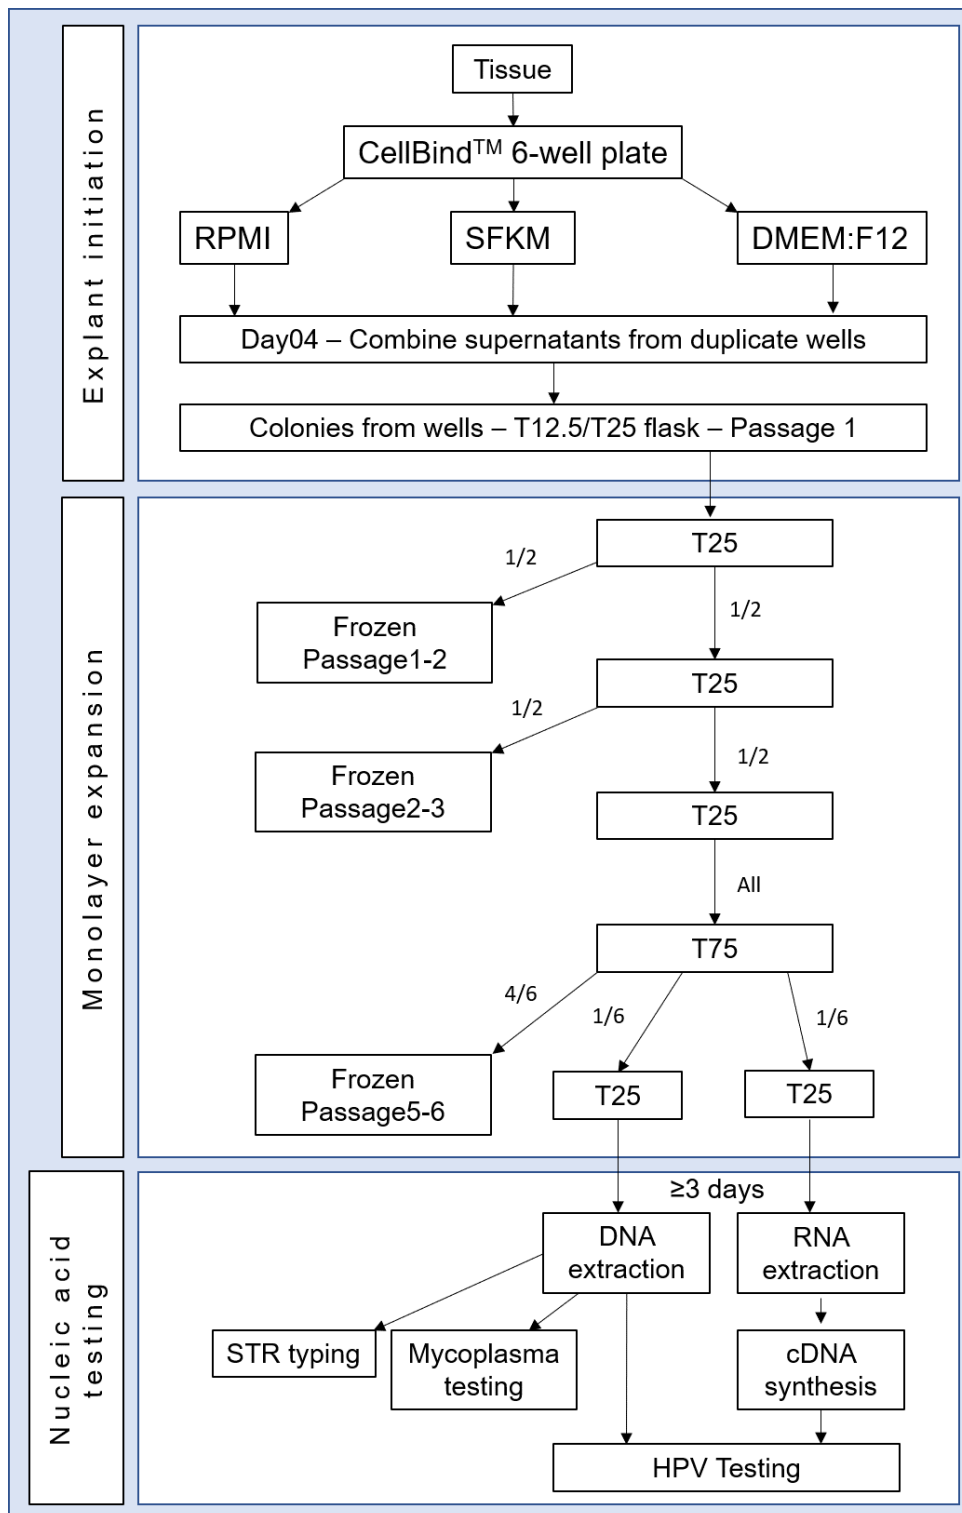 Explant initiation
Tissue
CellBind™ 6-well plate
RPMI
SFKM
DMEM:F12
Day04 – Combine supernatants from duplicate wells
Colonies from wells – T12.5/T25 flask – Passage 1
Monolayer expansion
T25
1/2
1/2
Frozen
Passage1-2
T25
1/2
1/2
Frozen
Passage2-3
T25
All
T75
4/6
1/6
1/6
Frozen
Passage5-6
T25
T25
Nucleic acid
testing
≥3 days
DNA
extraction
RNA
extraction
STR typing
Mycoplasma
testing
cDNA
synthesis
HPV Testing